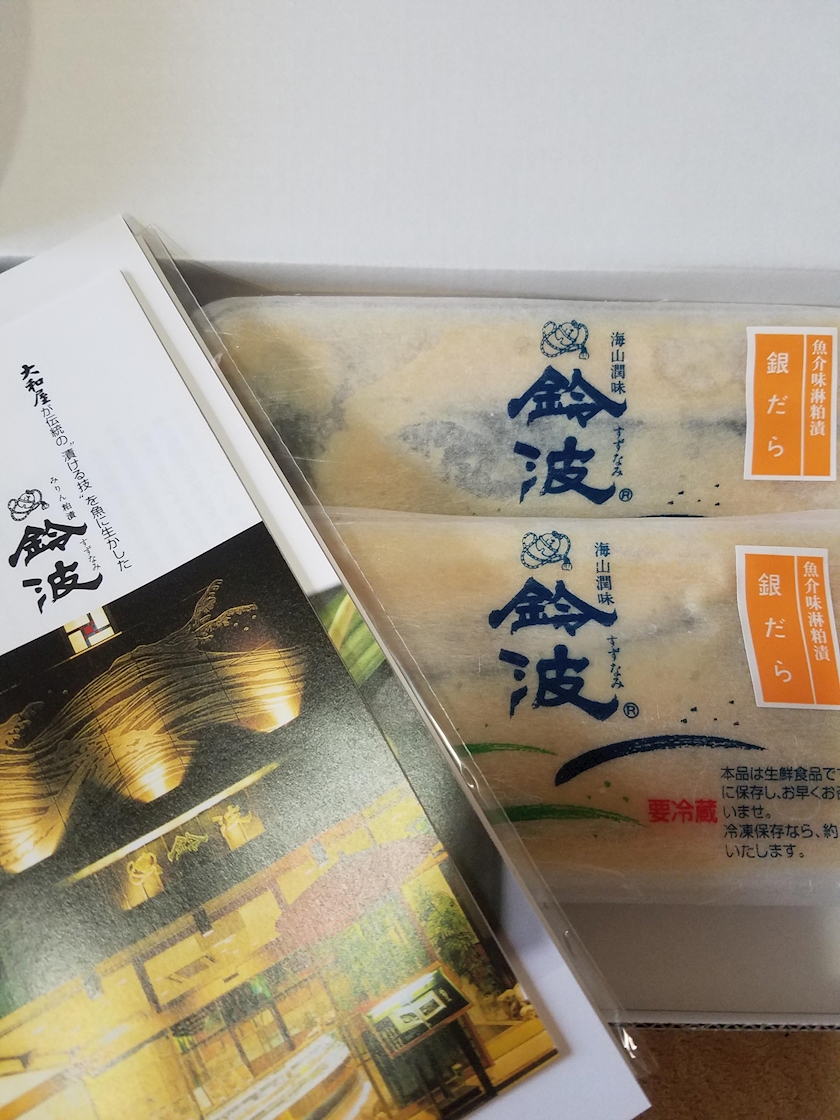 大和屋が伝統の"漬ける技"を魚に生かした
みりん粕漬
鈴波
すずなみ
鈴波
海山潤味
鈴波
すずなみ
®
魚介味淋粕漬
銀だら
海山潤味
鈴波
すずなみ
®
魚介味淋粕漬
銀だら
要冷蔵
本品は生鮮食品で
に保存し、お早くお
いませ。
冷凍保存なら、約
いたします。